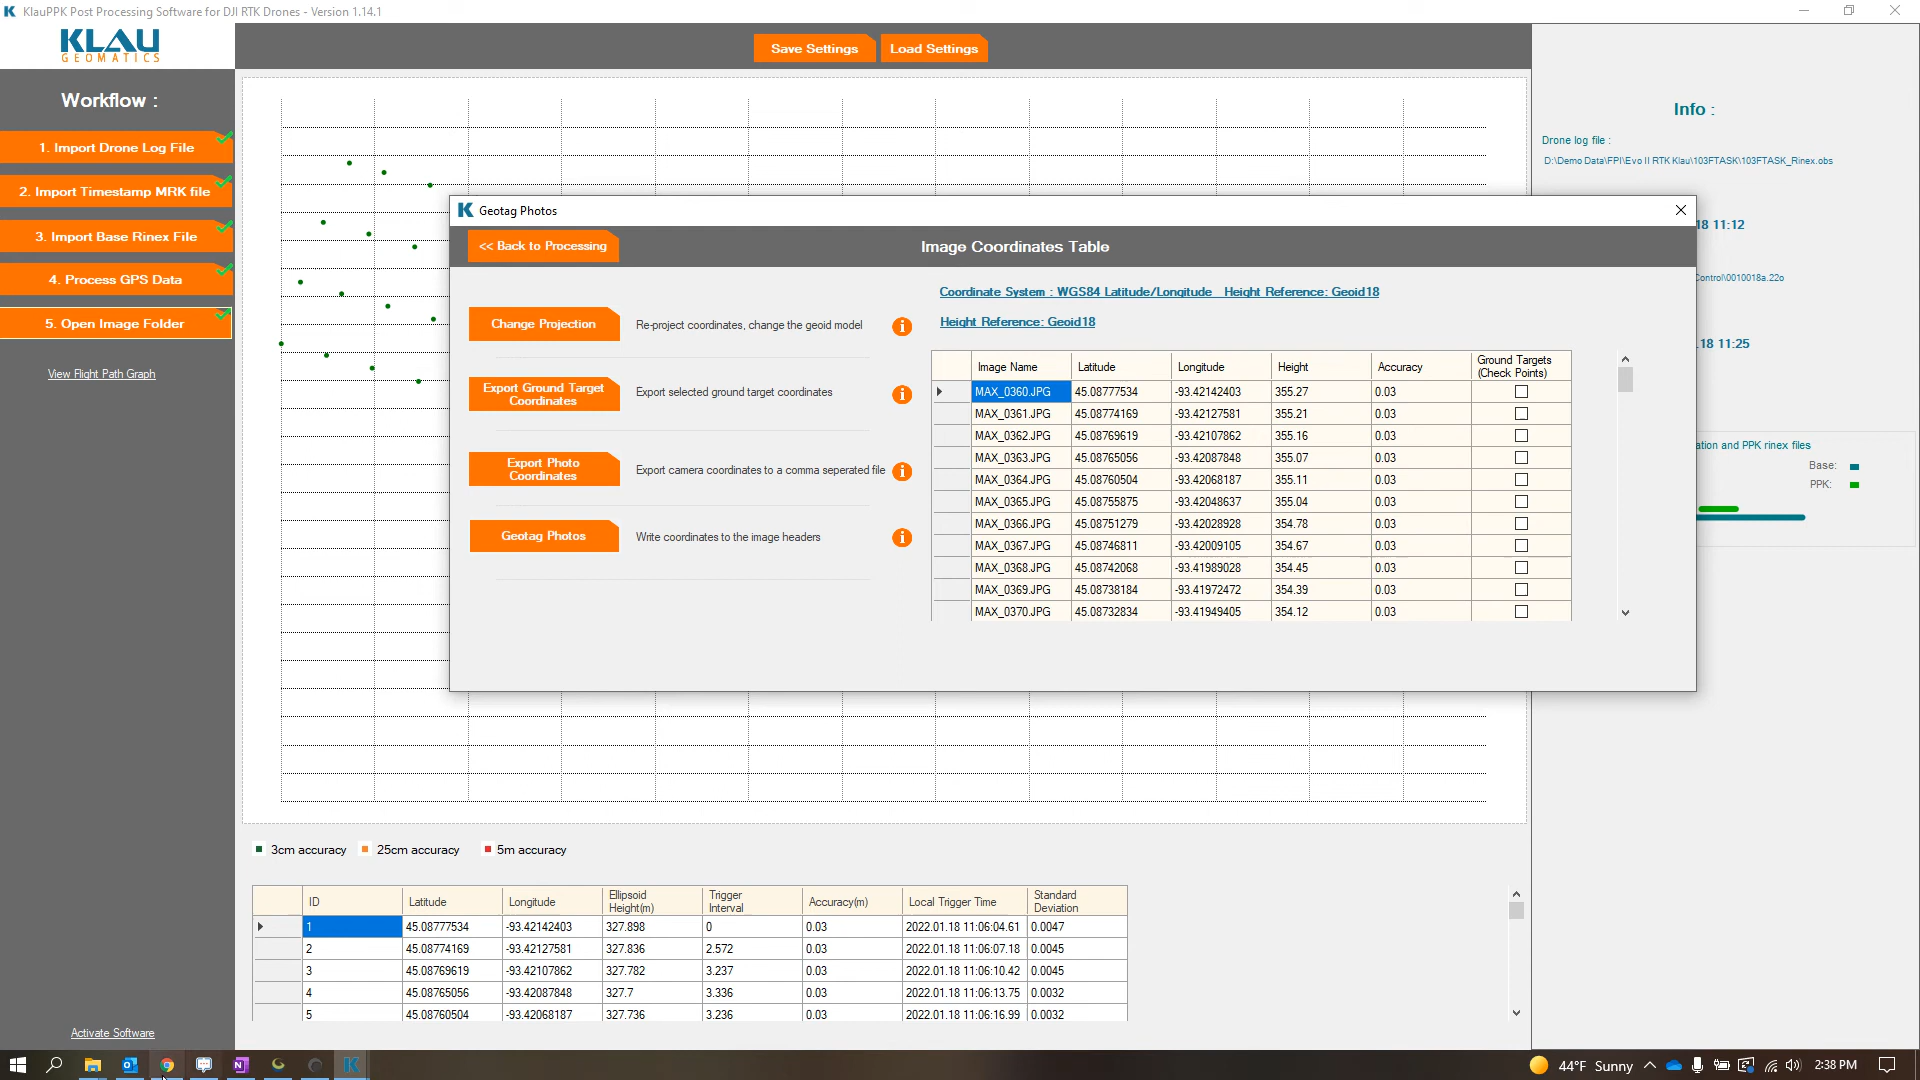 KlauPPK Post Processing Software for DJI RTK Drones - Version 1.14.1
KLAU
GEOMATICS
Save Settings
Load Settings
Workflow :
1. Import Drone Log File
2. Import Timestamp MRK file
3. Import Base Rinex File
4. Process GPS Data
5. Open Image Folder
View Flight Path Graph
Activate Software
Info :
Drone log file :
D:\Demo Data\FPI\Evo II RTK Klau\103FTASK\103FTASK_Rinex.obs
18 11:12
Control\0010018a.22o
.18 11:25
ation and PPK rinex files
Base:
PPK:
Geotag Photos
<< Back to Processing
Image Coordinates Table
Change Projection
Re-project coordinates, change the geoid model
Export Ground Target
Coordinates
Export selected ground target coordinates
Export Photo
Coordinates
Export camera coordinates to a comma seperated file
Geotag Photos
Write coordinates to the image headers
Coordinate System : WGS84 Latitude/Longitude Height Reference: Geoid18
Height Reference: Geoid18
Image Name Latitude Longitude Height Accuracy Ground Targets
(Check Points)
MAX_0360.JPG 45.08777534 -93.42142403 355.27 0.03
MAX_0361.JPG 45.08774169 -93.42127581 355.21 0.03
MAX_0362.JPG 45.08769619 -93.42107862 355.16 0.03
MAX_0363.JPG 45.08765056 -93.42087848 355.07 0.03
MAX_0364.JPG 45.08760504 -93.42068187 355.11 0.03
MAX_0365.JPG 45.08755875 -93.42048637 355.04 0.03
MAX_0366.JPG 45.08751279 -93.42028928 354.78 0.03
MAX_0367.JPG 45.08746811 -93.42009105 354.67 0.03
MAX_0368.JPG 45.08742068 -93.41989028 354.45 0.03
MAX_0369.JPG 45.08738184 -93.41972472 354.39 0.03
MAX_0370.JPG 45.08732834 -93.41949405 354.12 0.03
3cm accuracy 25cm accuracy 5m accuracy
ID Latitude Longitude Ellipsoid
Height(m) Trigger
Interval Accuracy(m) Local Trigger Time Standard
Deviation
1 45.08777534 -93.42142403 327.898 0 0.03 2022.01.18 11:06:04.61 0.0047
2 45.08774169 -93.42127581 327.836 2.572 0.03 2022.01.18 11:06:07.18 0.0045
3 45.08769619 -93.42107862 327.782 3.237 0.03 2022.01.18 11:06:10.42 0.0045
4 45.08765056 -93.42087848 327.7 3.336 0.03 2022.01.18 11:06:13.75 0.0032
5 45.08760504 -93.42068187 327.736 3.236 0.03 2022.01.18 11:06:16.99 0.0032
44°F Sunny
2:38 PM